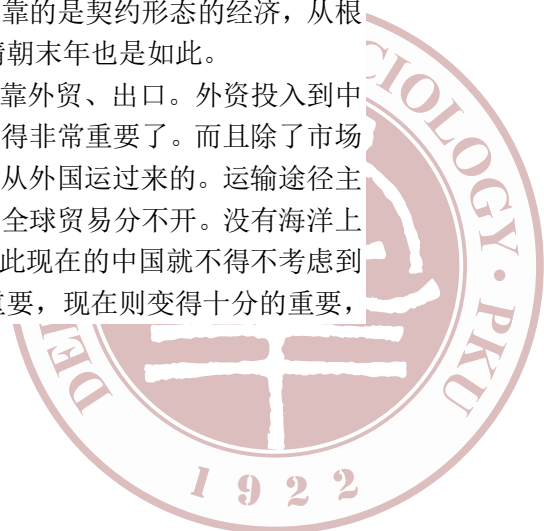 靠的是契约形态的经济，从根
清朝末年也是如此。
靠外贸、出口。外资投入到中
得非常重要了。而且除了市场
从外国运过来的。运输途径主
全球贸易分不开。没有海洋上
此现在的中国就不得不考虑到
重要，现在则变得十分的重要，
CIOLOGY · PKU
1922